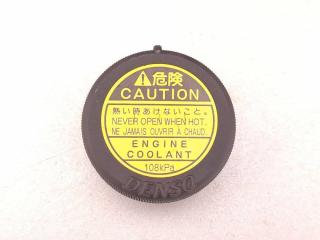 ⚠危険
CAUTION
熱い時あけないこと。
NEVER OPEN WHEN HOT.
NE JAMAIS OUVRIR À CHAUD.
ENGINE
COOLANT
108kPa
DENSO